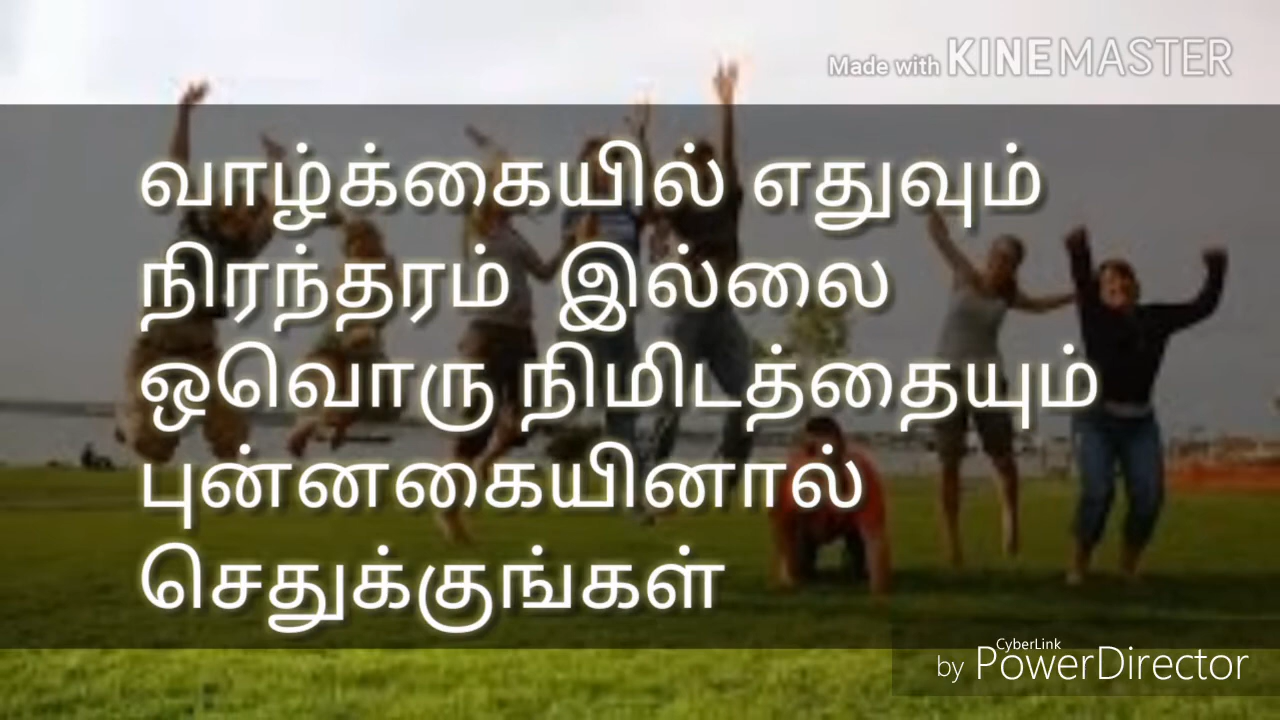 Made with KINEMASTER
வாழ்க்கையில் எதுவும்
நிரந்தரம் இல்லை
ஒவொரு நிமிடத்தையும்
புன்னகையினால்
செதுக்குங்கள்
CyberLink
by PowerDirector